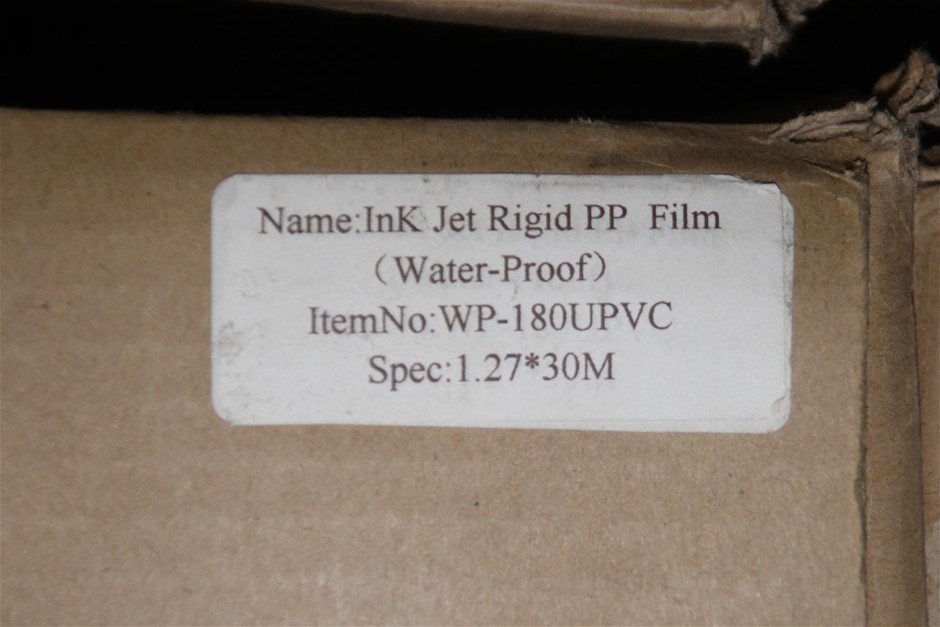 Name:InK Jet Rigid PP Film
（Water-Proof）
ItemNo:WP-180UPVC
Spec:1.27*30M